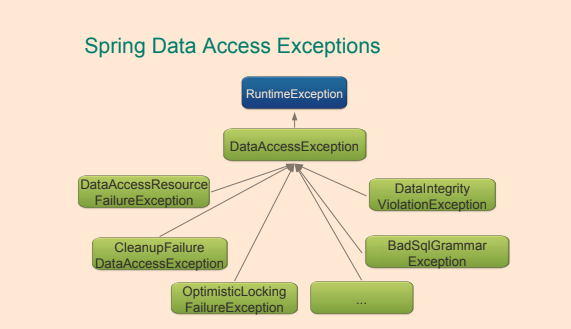 Spring Data Access Exceptions
RuntimeException
DataAccessException
DataAccessResource
FailureException
DataIntegrity
ViolationException
CleanupFailure
DataAccessException
BadSqlGrammar
Exception
OptimisticLocking
FailureException
...